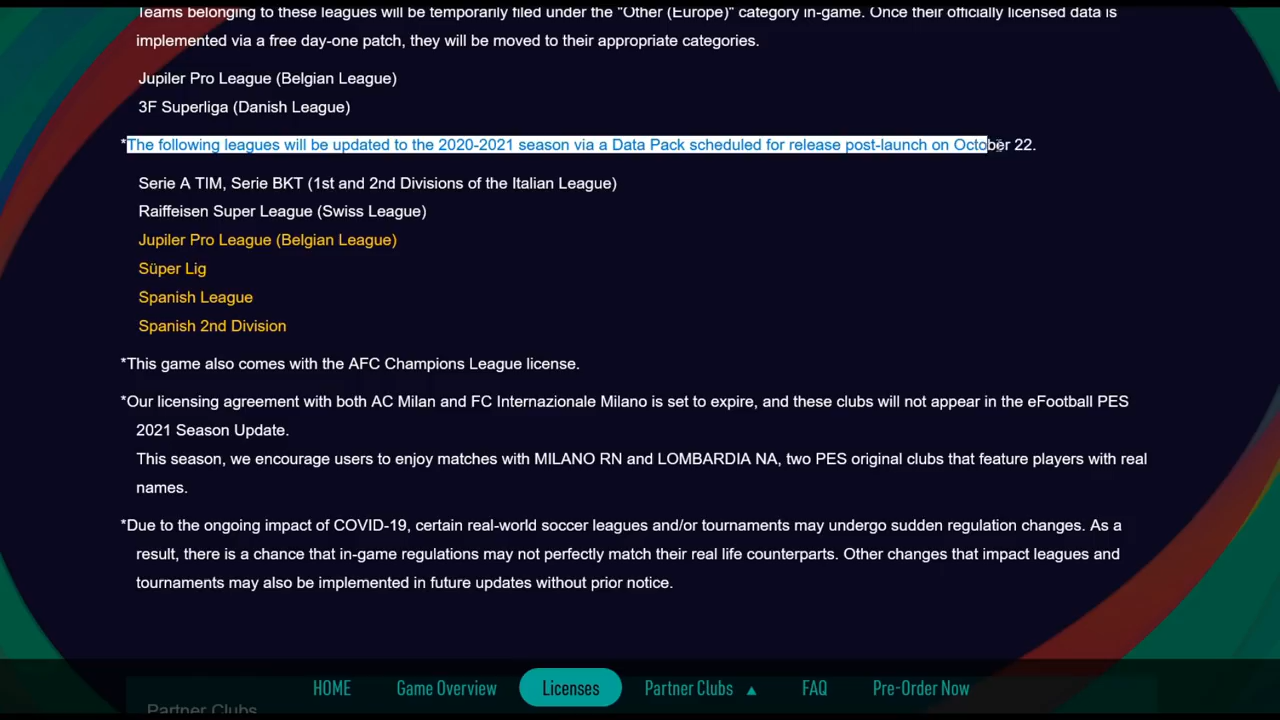 Teams belonging to these leagues will be temporarily filed under the "Other (Europe)" category in-game. Once their officially licensed data is
implemented via a free day-one patch, they will be moved to their appropriate categories.
Jupiler Pro League (Belgian League)
3F Superliga (Danish League)
*The following leagues will be updated to the 2020-2021 season via a Data Pack scheduled for release post-launch on October 22.
Serie A TIM, Serie BKT (1st and 2nd Divisions of the Italian League)
Raiffeisen Super League (Swiss League)
Jupiler Pro League (Belgian League)
Süper Lig
Spanish League
Spanish 2nd Division
*This game also comes with the AFC Champions League license.
*Our licensing agreement with both AC Milan and FC Internazionale Milano is set to expire, and these clubs will not appear in the eFootball PES
2021 Season Update.
This season, we encourage users to enjoy matches with MILANO RN and LOMBARDIA NA, two PES original clubs that feature players with real
names.
*Due to the ongoing impact of COVID-19, certain real-world soccer leagues and/or tournaments may undergo sudden regulation changes. As a
result, there is a chance that in-game regulations may not perfectly match their real life counterparts. Other changes that impact leagues and
tournaments may also be implemented in future updates without prior notice.
HOME Game Overview Licenses Partner Clubs ▲ FAQ Pre-Order Now
Partner Clubs